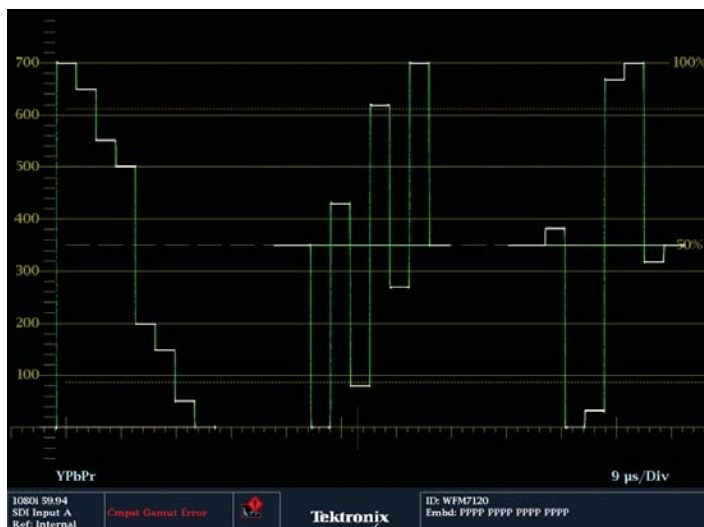 700
100%
600
500
400
50%
300
200
100
YPbPr
9 µs/Div
1080i 59.94
SDI Input A
Ref: Internal
Cmpst Gamut Error
Tektronix
ID: WFM7120
Embd: PPPP PPPP PPPP PPPP